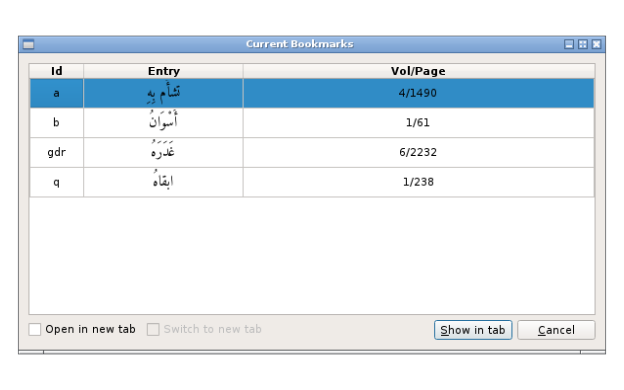 Current Bookmarks
Id Entry Vol/Page
a تَشَأَّم بِهِ 4/1490
b أَسْوَانُ 1/61
gdr غَدَرَهُ 6/2232
q ابقاهُ 1/238
Open in new tab Switch to new tab Show in tab Cancel